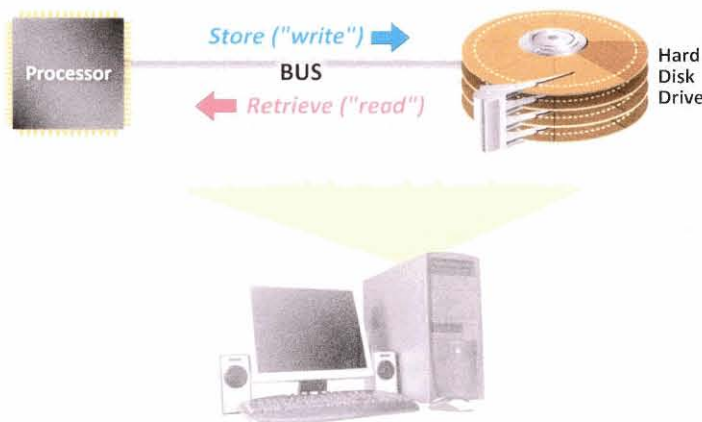 Store ("write")
Processor
BUS
Retrieve ("read")
Hard
Disk
Drive